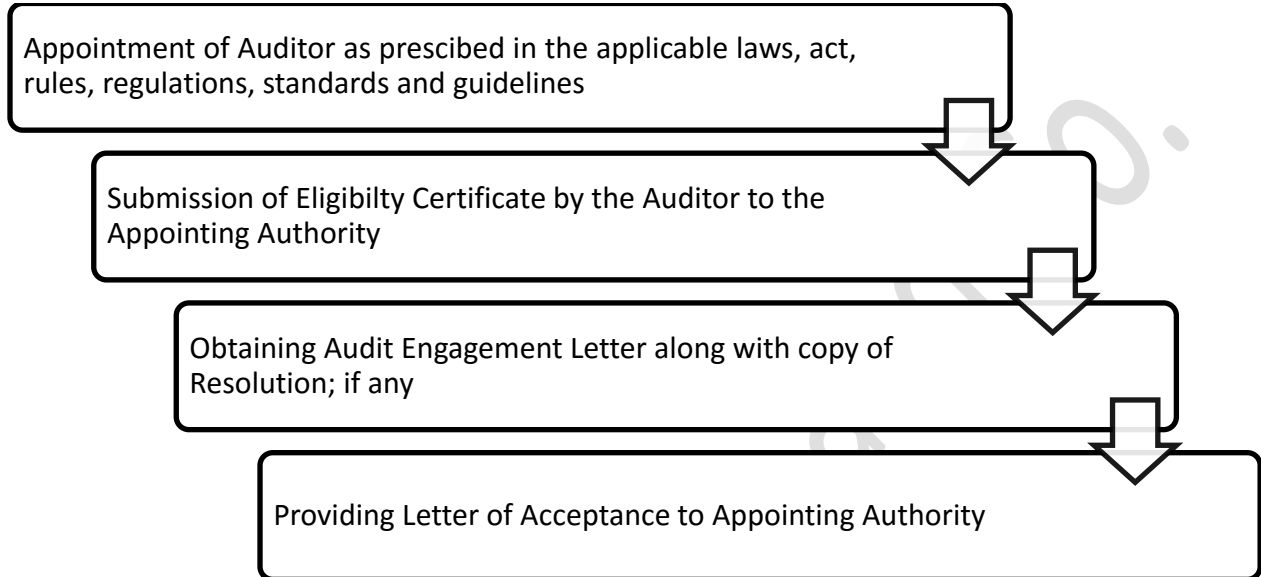 Appointment of Auditor as prescibed in the applicable laws, act,
rules, regulations, standards and guidelines
Submission of Eligibilty Certificate by the Auditor to the
Appointing Authority
Obtaining Audit Engagement Letter along with copy of
Resolution; if any
Providing Letter of Acceptance to Appointing Authority